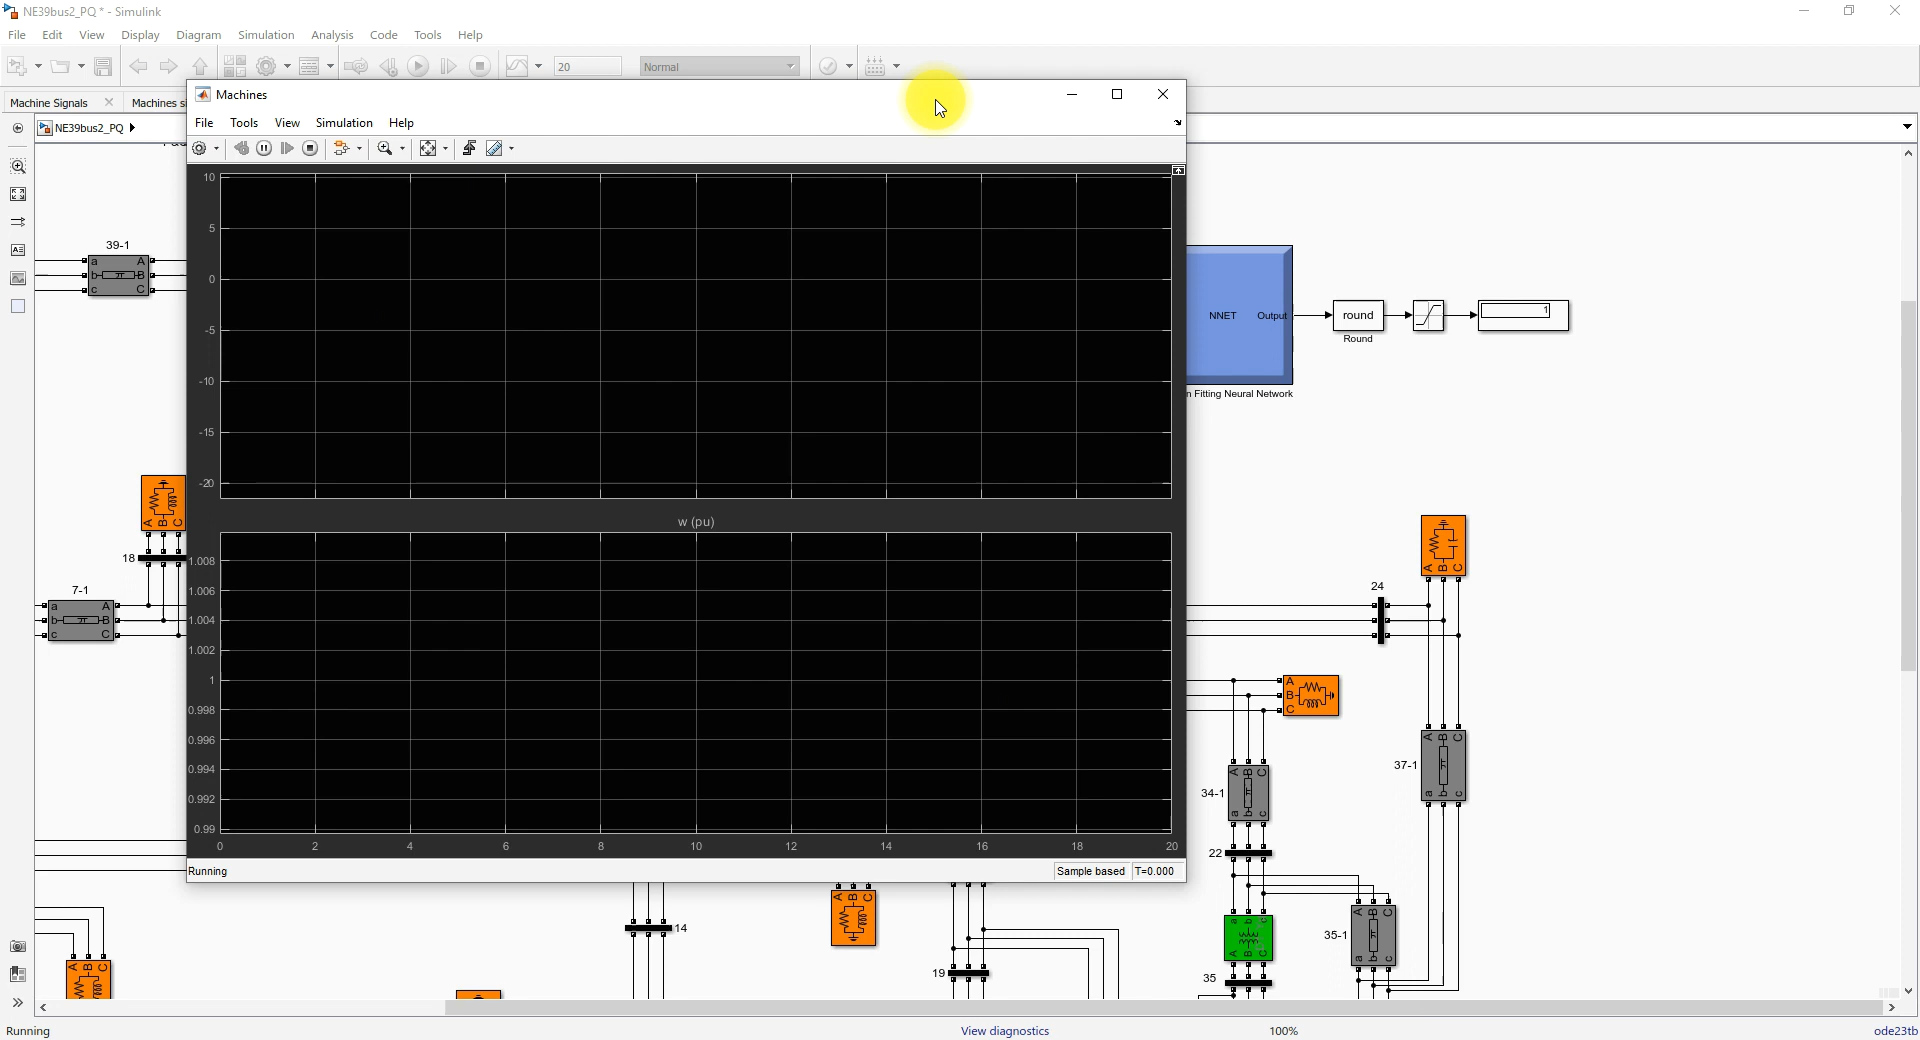 NE39bus2_PQ * - Simulink
File Edit View Display Diagram Simulation Analysis Code Tools Help
20 Normal
Machine Signals Machines s
NE39bus2_PQ
Machines
File Tools View Simulation Help
10
5
0
-5
-10
-15
-20
w (pu)
1.008
1.006
1.004
1.002
1
0.998
0.996
0.994
0.992
0.99
0 2 4 6 8 10 12 14 16 18 20
Running Sample based T=0.000
39-1
a A
b B
c C
A B C
18
7-1
a A
b B
c C
NNET Output
n Fitting Neural Network
round
Round
1
A B C
24
A
B
C
A B C
37-1
a b c
A B C
34-1
a b c
22
a b c
A B C
35
A B C
35-1
a b c
A B C
14
A B C
19
Running View diagnostics 100% ode23tb